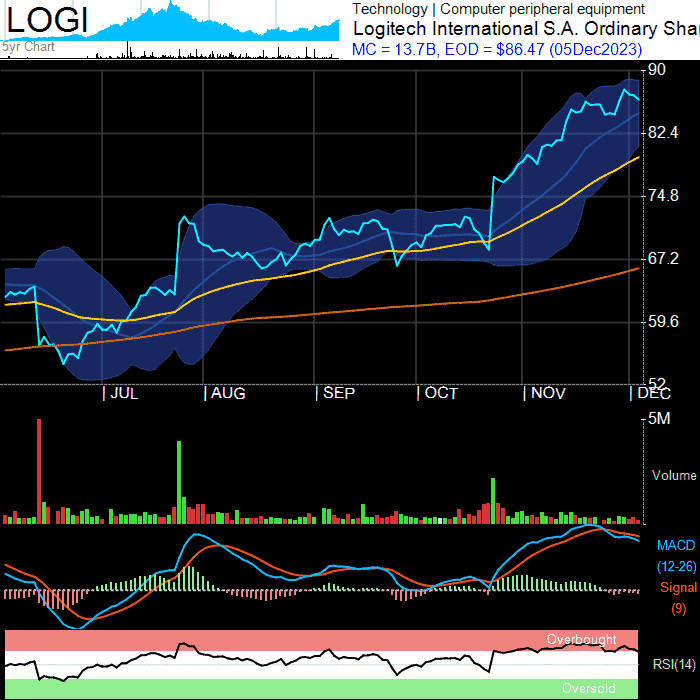 LOGI
5yr Chart
Technology | Computer peripheral equipment
Logitech International S.A. Ordinary Shar
MC = 13.7B, EOD = $86.47 (05Dec2023)
90
82.4
74.8
67.2
59.6
52
| JUL | AUG | SEP | OCT | NOV | DEC
5M
Volume
MACD
(12-26)
Signal
(9)
Overbought
RSI(14)
Oversold